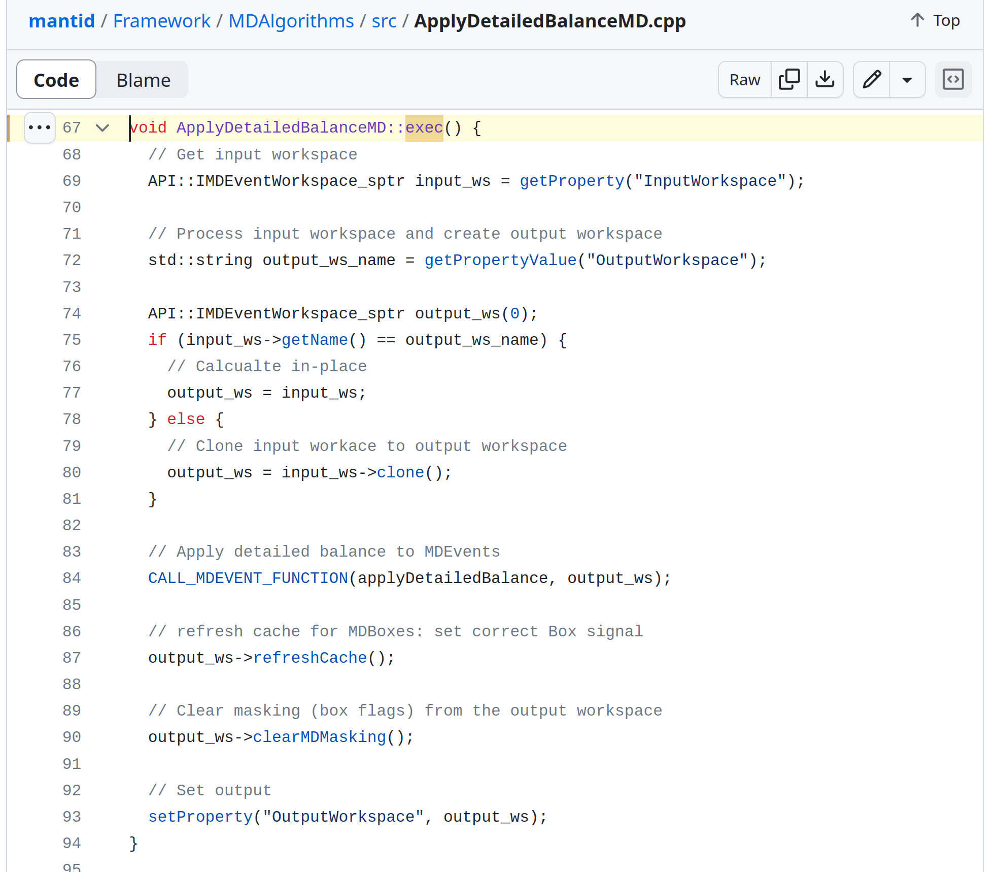 mantid / Framework / MDAlgorithms / src / ApplyDetailedBalanceMD.cpp Top
Code Blame Raw
67 void ApplyDetailedBalanceMD::exec() {
68 // Get input workspace
69 API::IMDEventWorkspace_sptr input_ws = getProperty("InputWorkspace");
70
71 // Process input workspace and create output workspace
72 std::string output_ws_name = getPropertyValue("OutputWorkspace");
73
74 API::IMDEventWorkspace_sptr output_ws(0);
75 if (input_ws->getName() == output_ws_name) {
76 // Calcualte in-place
77 output_ws = input_ws;
78 } else {
79 // Clone input workace to output workspace
80 output_ws = input_ws->clone();
81 }
82
83 // Apply detailed balance to MDEvents
84 CALL_MDEVENT_FUNCTION(applyDetailedBalance, output_ws);
85
86 // refresh cache for MDBoxes: set correct Box signal
87 output_ws->refreshCache();
88
89 // Clear masking (box flags) from the output workspace
90 output_ws->clearMDMasking();
91
92 // Set output
93 setProperty("OutputWorkspace", output_ws);
94 }
95